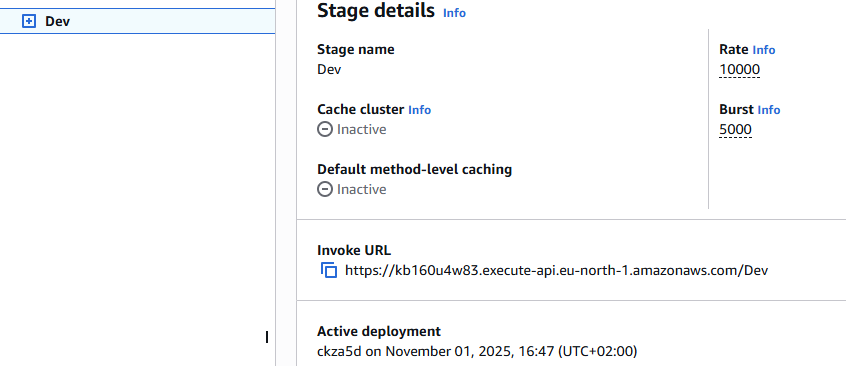 Dev
Stage details Info
Stage name
Dev
Rate Info
10000
Cache cluster Info
Inactive
Burst Info
5000
Default method-level caching
Inactive
Invoke URL
https://kb160u4w83.execute-api.eu-north-1.amazonaws.com/Dev
Active deployment
ckza5d on November 01, 2025, 16:47 (UTC+02:00)